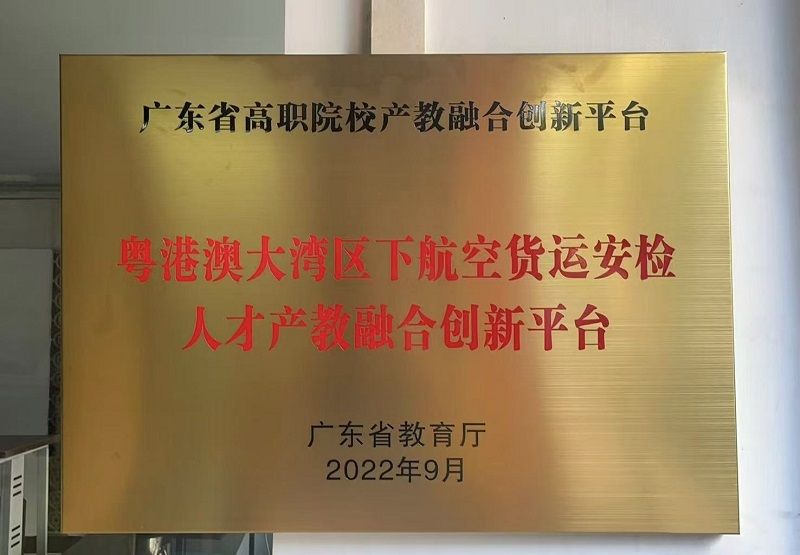 广东省高职院校产教融合创新平台
粤港澳大湾区下航空货运安检
人才产教融合创新平台
广东省教育厅
2022年9月